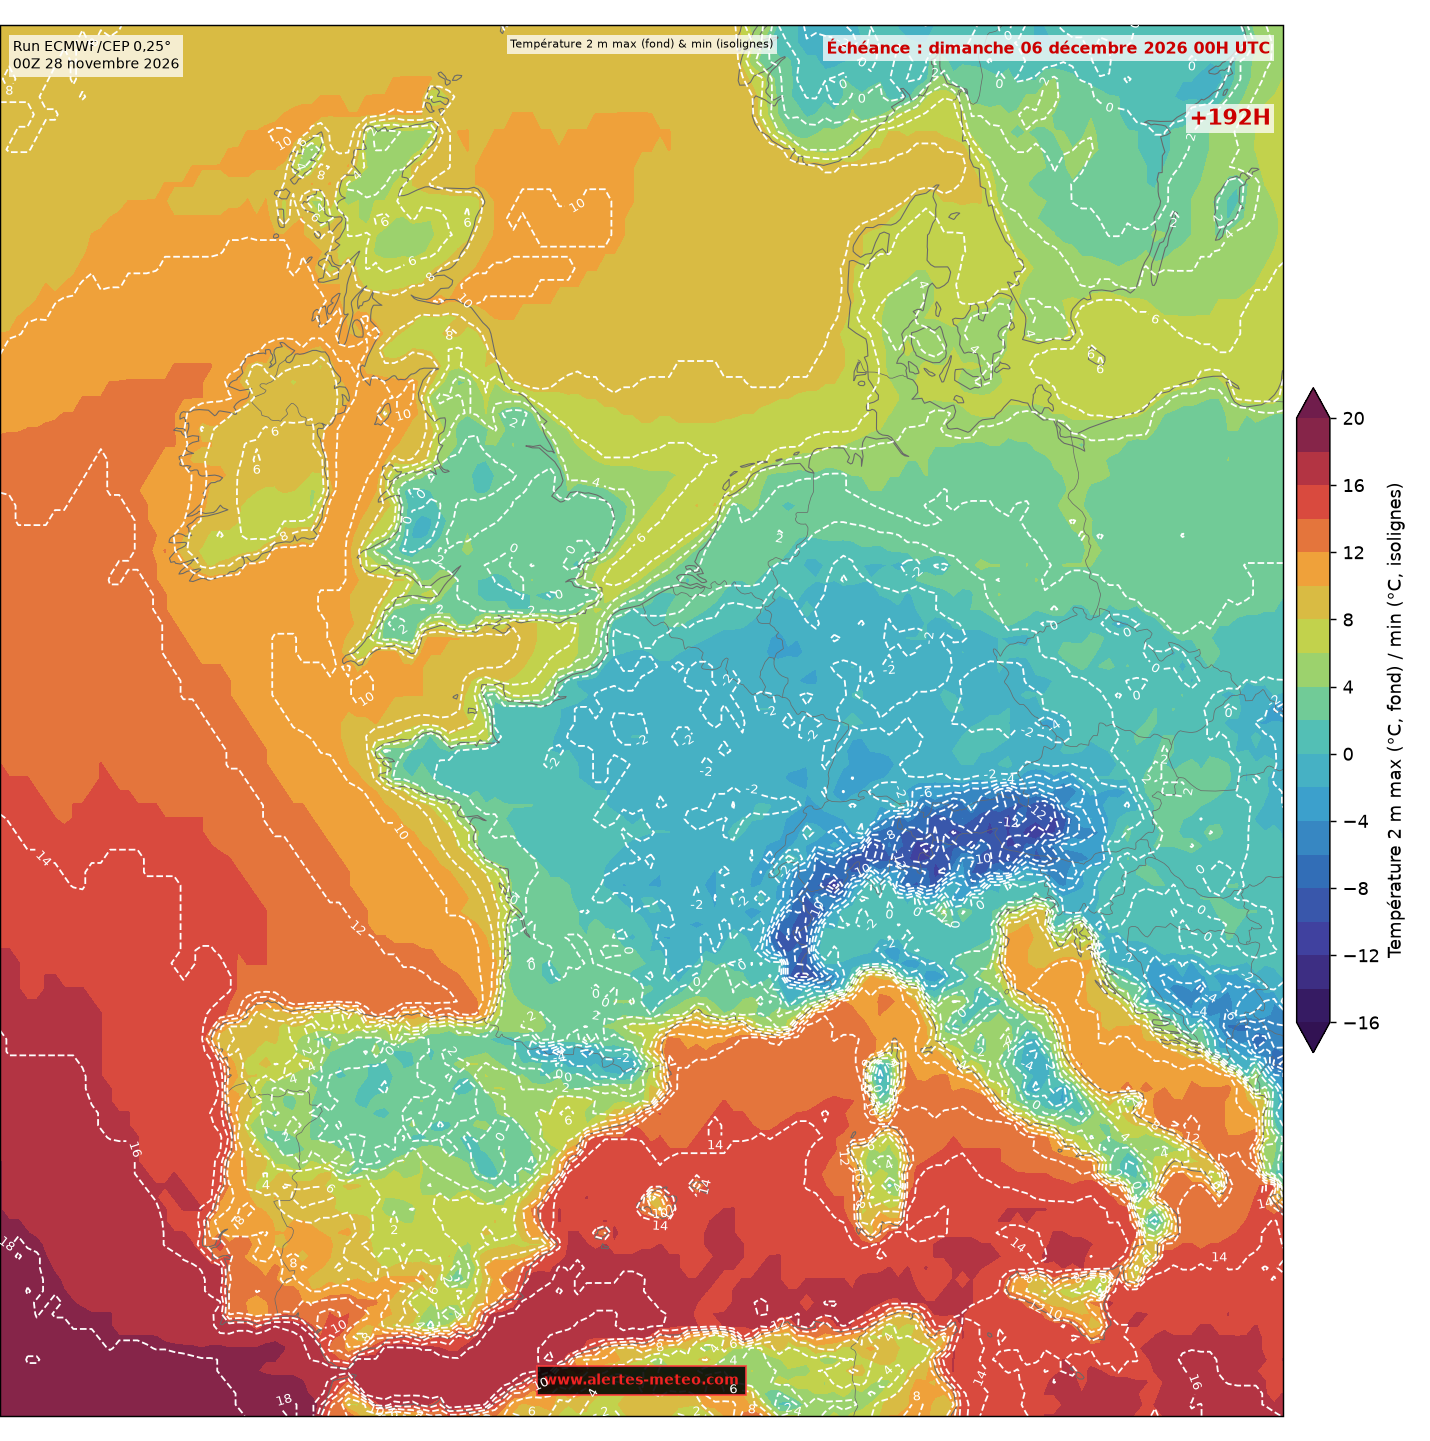 Run ECMWF/CEP 0,25°
00Z 28 novembre 2026
Température 2 m max (fond) & min (isolignes)
Échéance : dimanche 06 décembre 2026 00H UTC
+192H
20
16
12
8
4
0
−4
−8
−12
−16
Température 2 m max (°C, fond) / min (°C, isolignes)
www.alertes-meteo.com